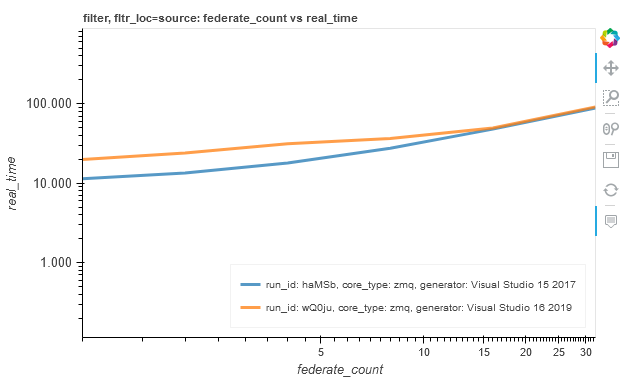 filter, fltr_loc=source: federate_count vs real_time
100.000
10.000
1.000
real_time
run_id: haMSb, core_type: zmq, generator: Visual Studio 15 2017
run_id: wQ0ju, core_type: zmq, generator: Visual Studio 16 2019
5 10 15 20 25 30
federate_count